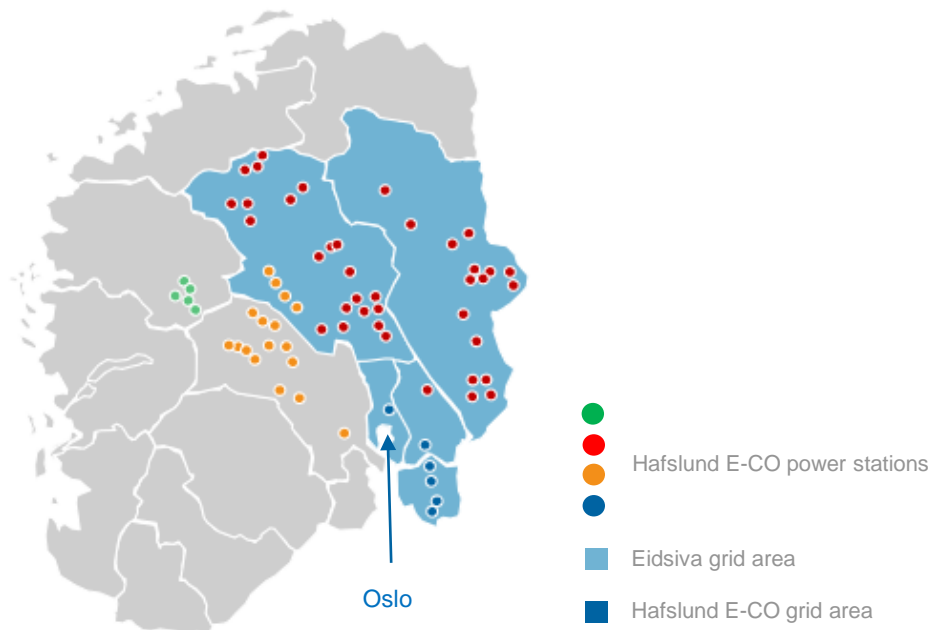 Hafslund E-CO power stations
Eidsiva grid area
Oslo
Hafslund E-CO grid area